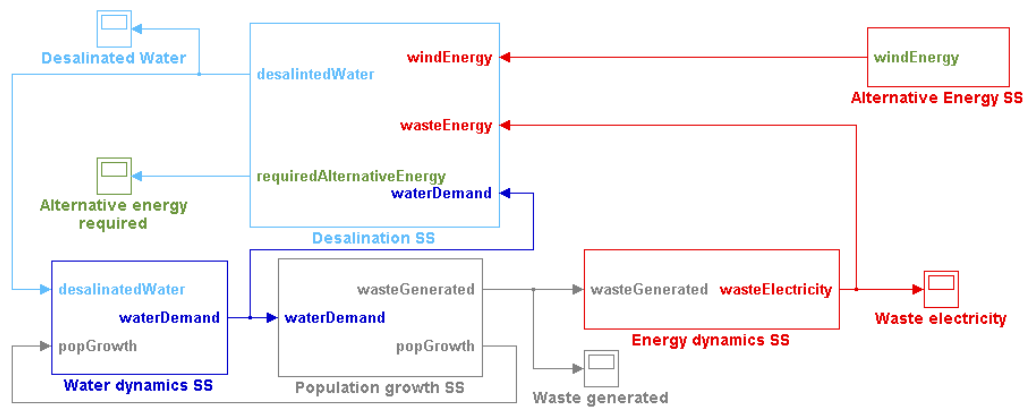 Desalinated Water
desalintedWater
windEnergy
windEnergy
Alternative Energy SS
wasteEnergy
requiredAlternativeEnergy
waterDemand
Alternative energy
required
Desalination SS
desalinatedWater
waterDemand
popGrowth
Water dynamics SS
wasteGenerated
waterDemand
popGrowth
Population growth SS
wasteGenerated
wasteElectricity
Energy dynamics SS
Waste electricity
Waste generated